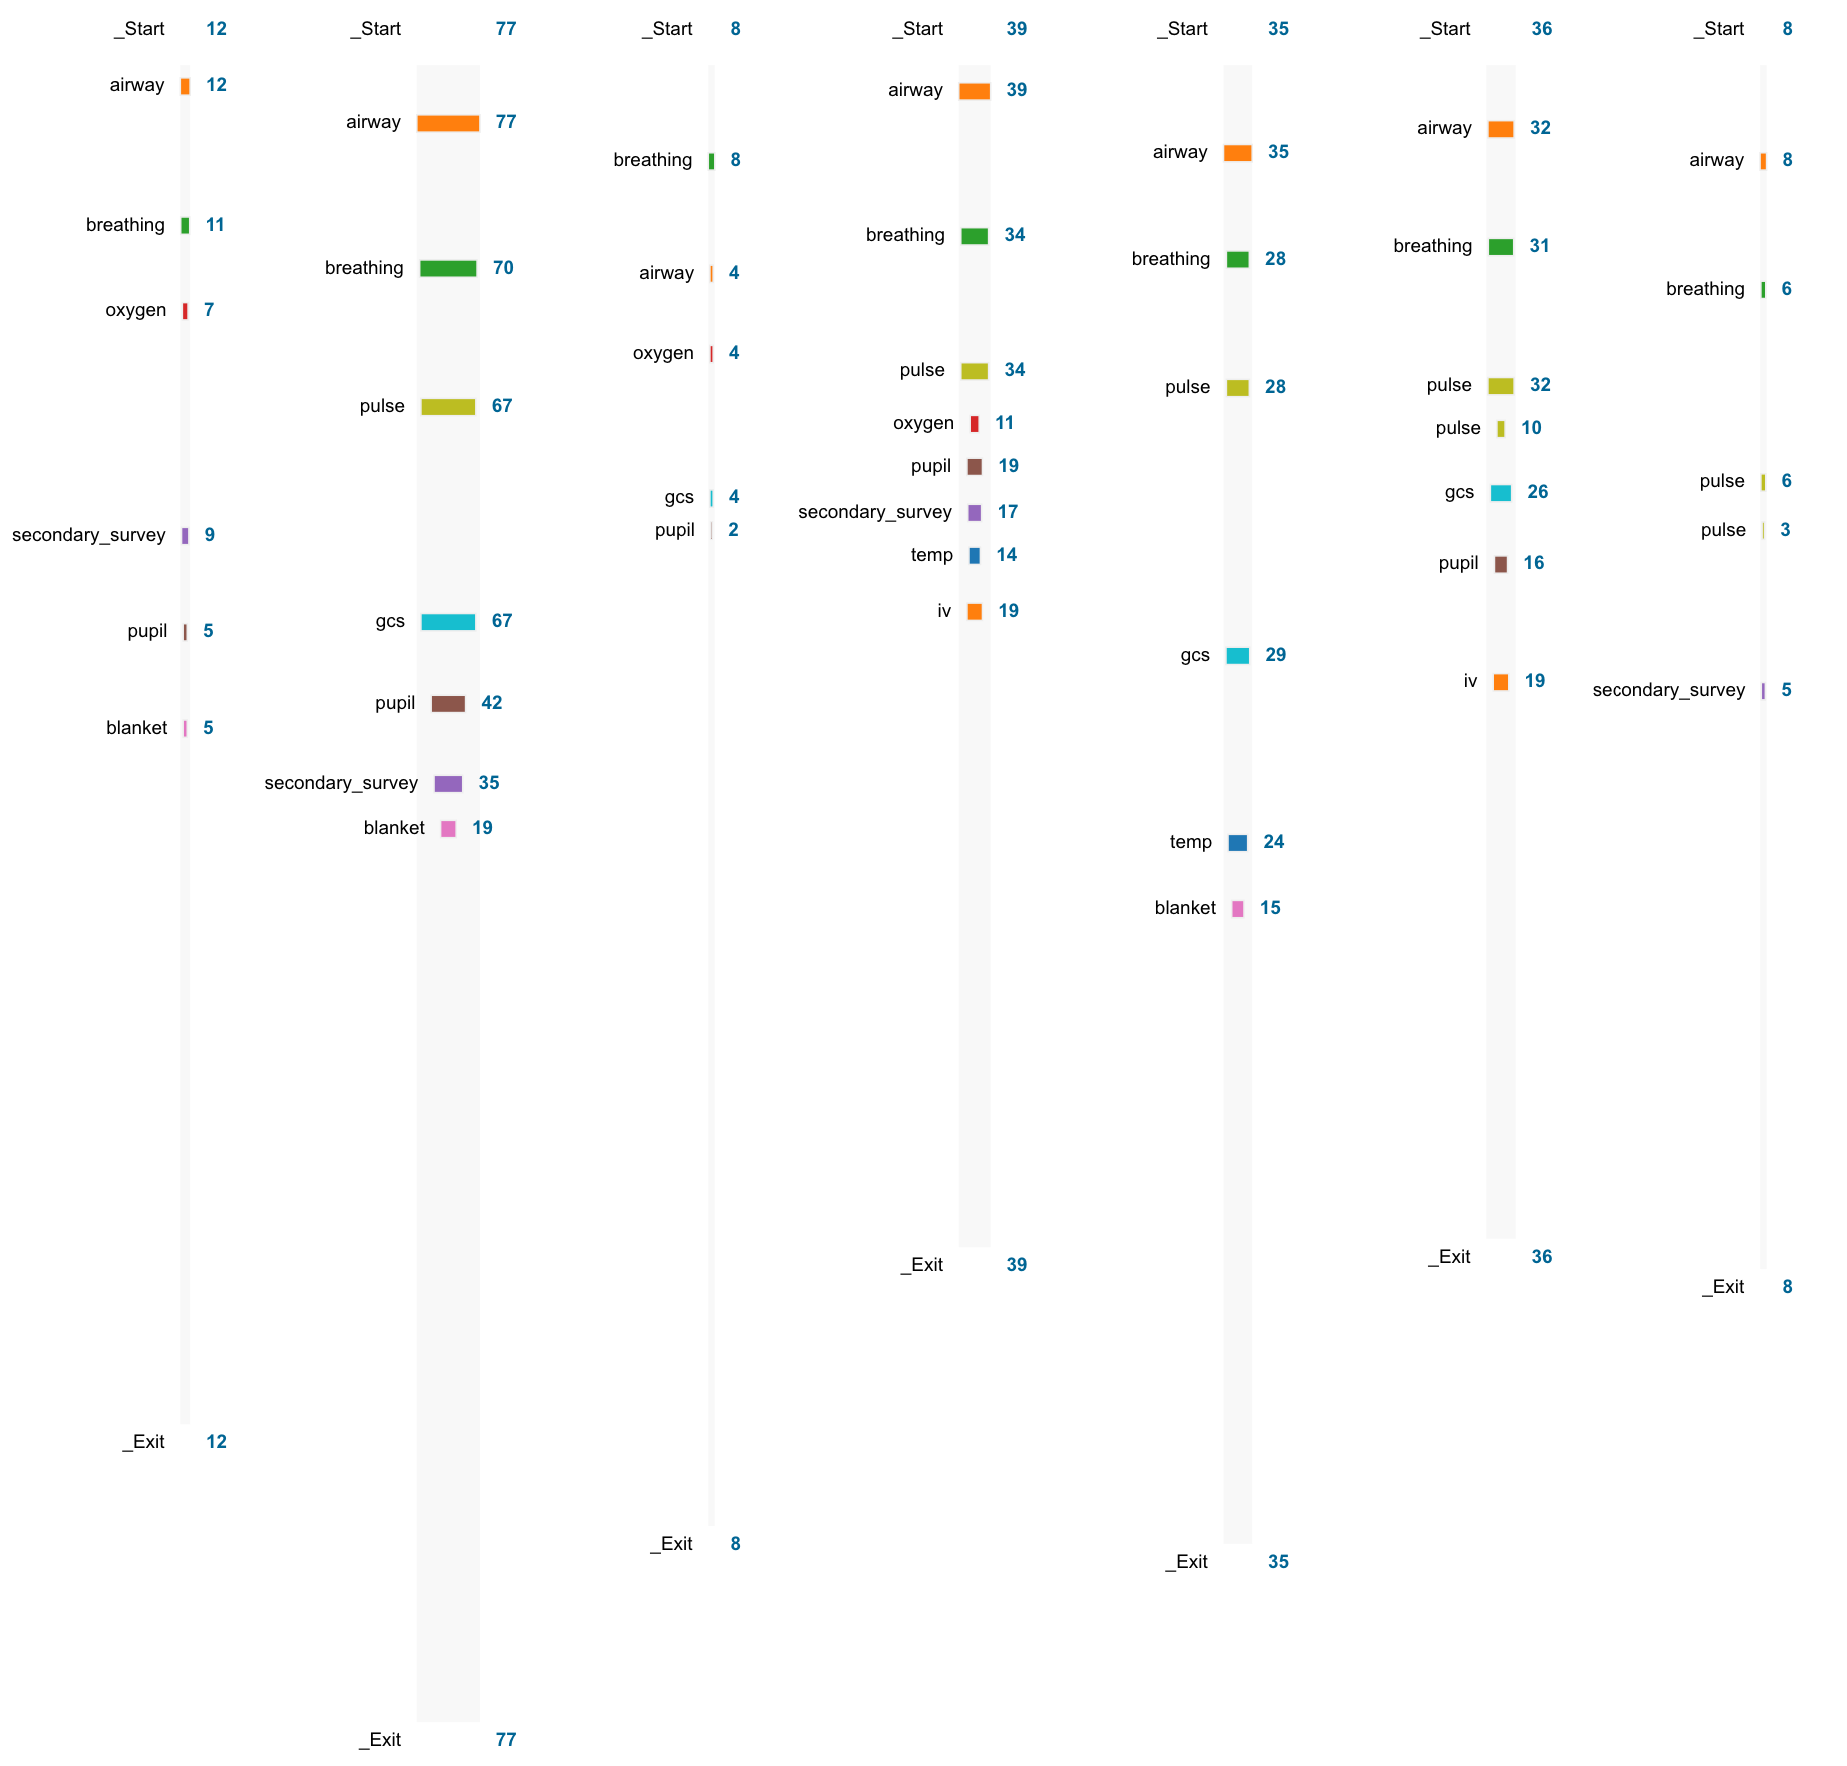 _Start 12
airway 12
breathing 11
oxygen 7
secondary_survey 9
pupil 5
blanket 5
_Exit 12
_Start 77
airway 77
breathing 70
pulse 67
gcs 67
pupil 42
secondary_survey 35
blanket 19
_Exit 77
_Start 8
breathing 8
airway 4
oxygen 4
gcs 4
pupil 2
_Exit 8
_Start 39
airway 39
breathing 34
pulse 34
oxygen 11
pupil 19
secondary_survey 17
temp 14
iv 19
_Exit 39
_Start 35
airway 35
breathing 28
pulse 28
gcs 29
temp 24
blanket 15
_Exit 35
_Start 36
airway 32
breathing 31
pulse 32
pulse 10
gcs 26
pupil 16
iv 19
_Exit 36
_Start 8
airway 8
breathing 6
pulse 6
pulse 3
secondary_survey 5
_Exit 8